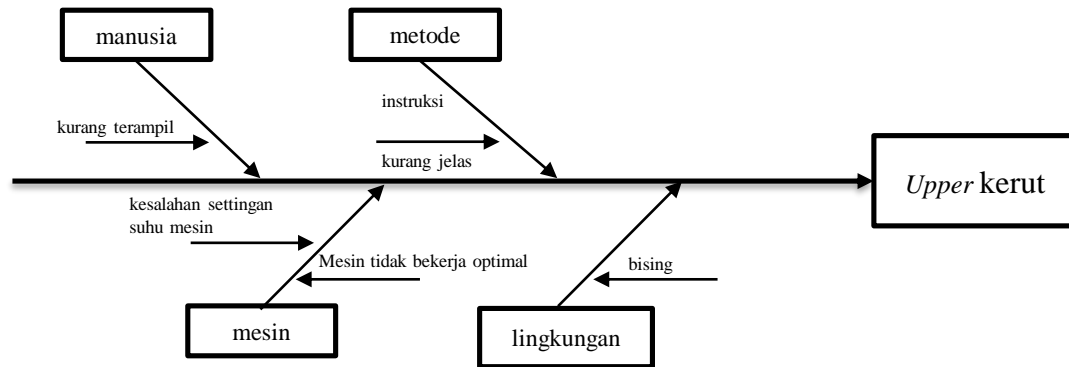 manusia
metode
instruksi
kurang terampil
kurang jelas
Upper kerut
kesalahan settingan
suhu mesin
Mesin tidak bekerja optimal
bising
mesin
lingkungan